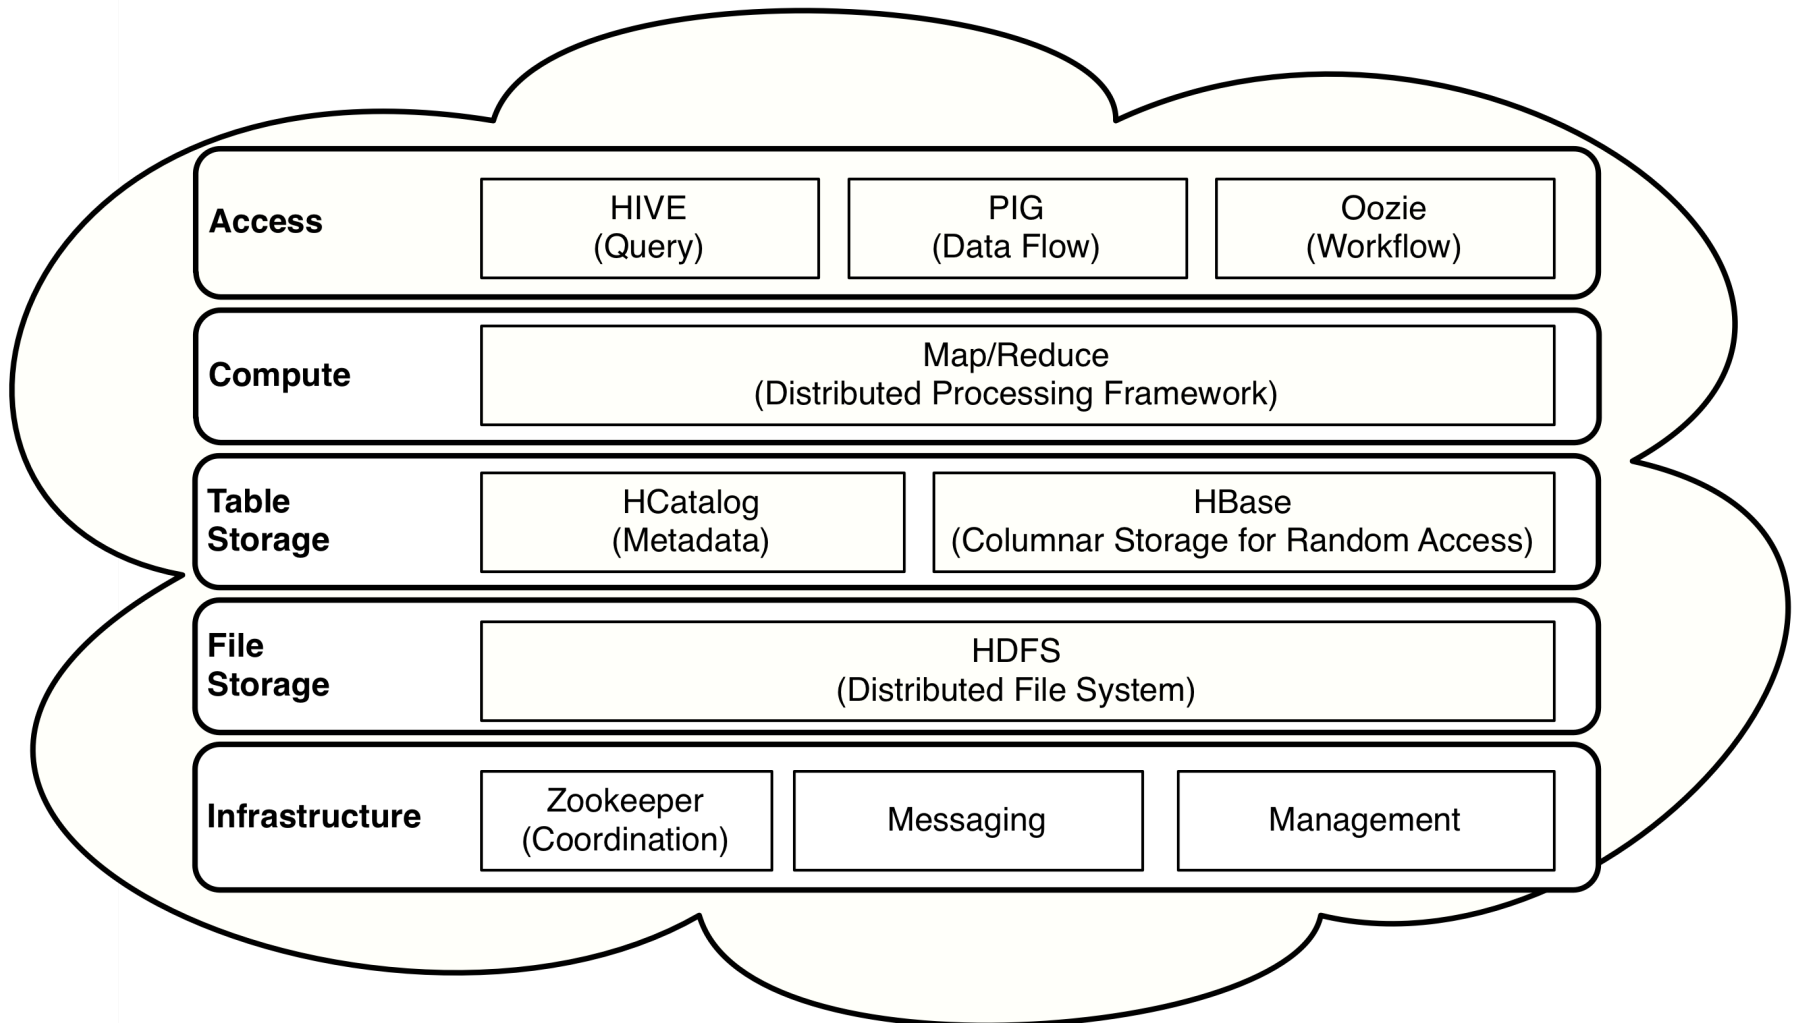 Access
HIVE
(Query)
PIG
(Data Flow)
Oozie
(Workflow)
Compute
Map/Reduce
(Distributed Processing Framework)
Table
Storage
HCatalog
(Metadata)
HBase
(Columnar Storage for Random Access)
File
Storage
HDFS
(Distributed File System)
Infrastructure
Zookeeper
(Coordination)
Messaging
Management